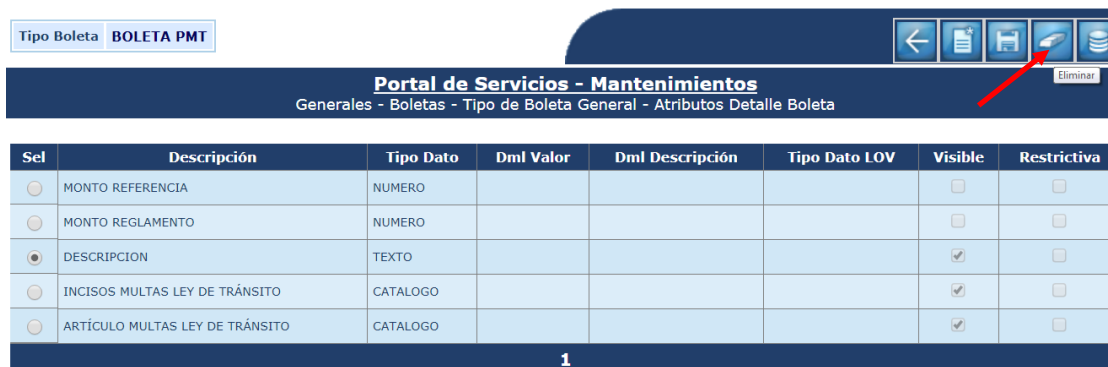 Tipo Boleta BOLETA PMT
Eliminar
Portal de Servicios - Mantenimientos
Generales - Boletas - Tipo de Boleta General - Atributos Detalle Boleta
Sel Descripción Tipo Dato Dml Valor Dml Descripción Tipo Dato LOV Visible Restrictiva
MONTO REFERENCIA NUMERO
MONTO REGLAMENTO NUMERO
DESCRIPCION TEXTO
INCISOS MULTAS LEY DE TRÁNSITO CATALOGO
ARTÍCULO MULTAS LEY DE TRÁNSITO CATALOGO
1